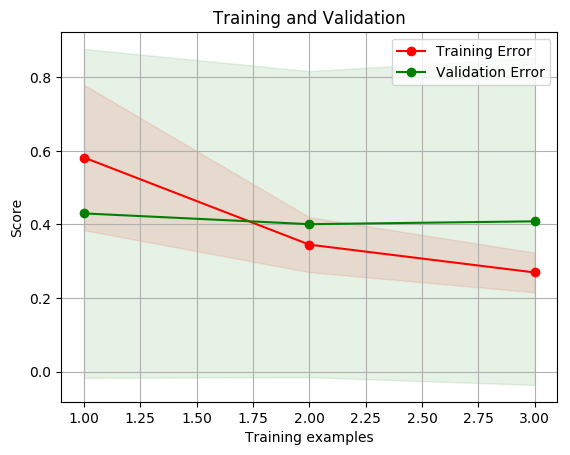 Training and Validation
Training Error
Validation Error
Score
0.8
0.6
0.4
0.2
0.0
1.00 1.25 1.50 1.75 2.00 2.25 2.50 2.75 3.00
Training examples